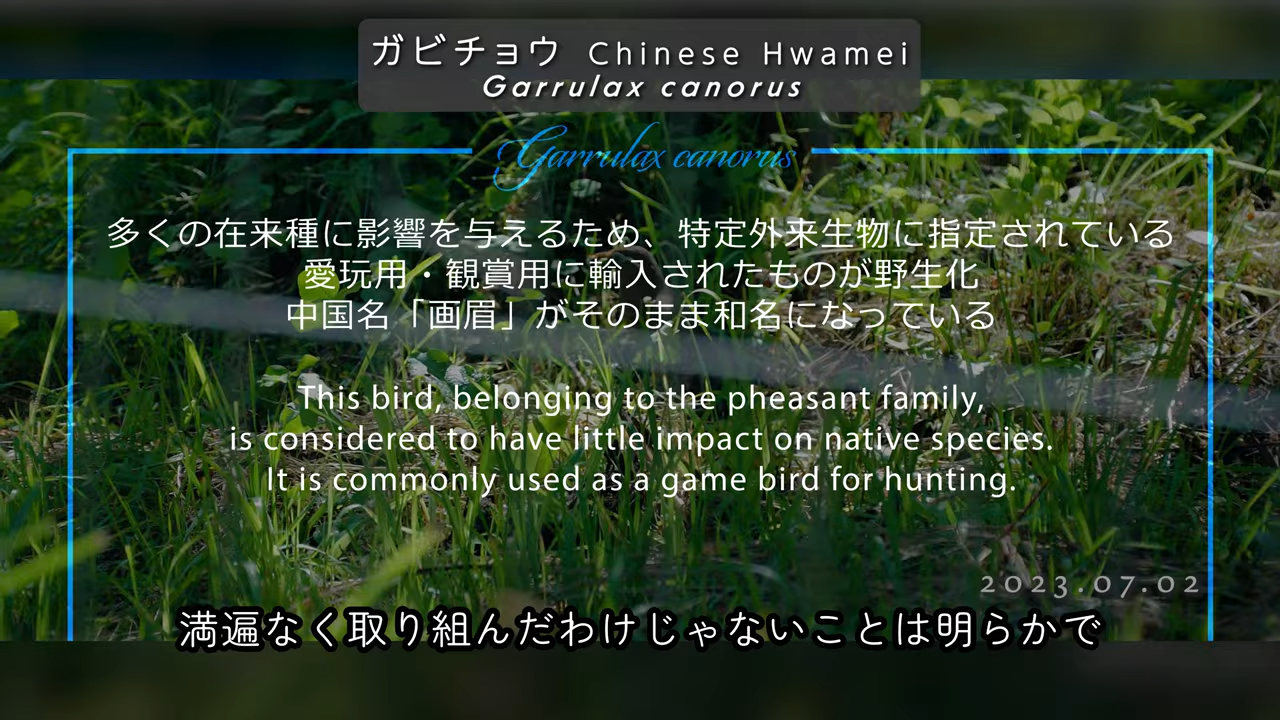 ガビチョウ Chinese Hwamei
Garrulax canorus
Garrulax canorus
多くの在来種に影響を与えるため、特定外来生物に指定されている
愛玩用・観賞用に輸入されたものが野生化
中国名「画眉」がそのまま和名になっている
This bird, belonging to the pheasant family,
is considered to have little impact on native species.
It is commonly used as a game bird for hunting.
2023.07.02
満遍なく取り組んだわけじゃないことは明らかで